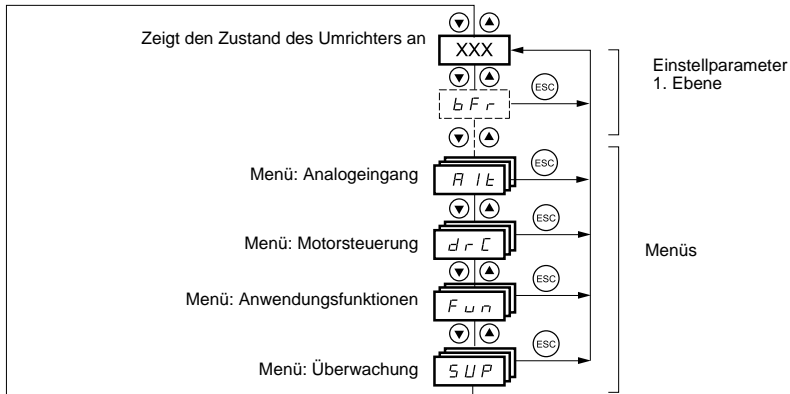 Zeigt den Zustand des Umrichters an
XXX
Einstellparameter
1. Ebene
bFr
ESC
Menü: Analogeingang
AIt
ESC
Menü: Motorsteuerung
drC
ESC
Menüs
Menü: Anwendungsfunktionen
Fun
ESC
Menü: Überwachung
SUP
ESC